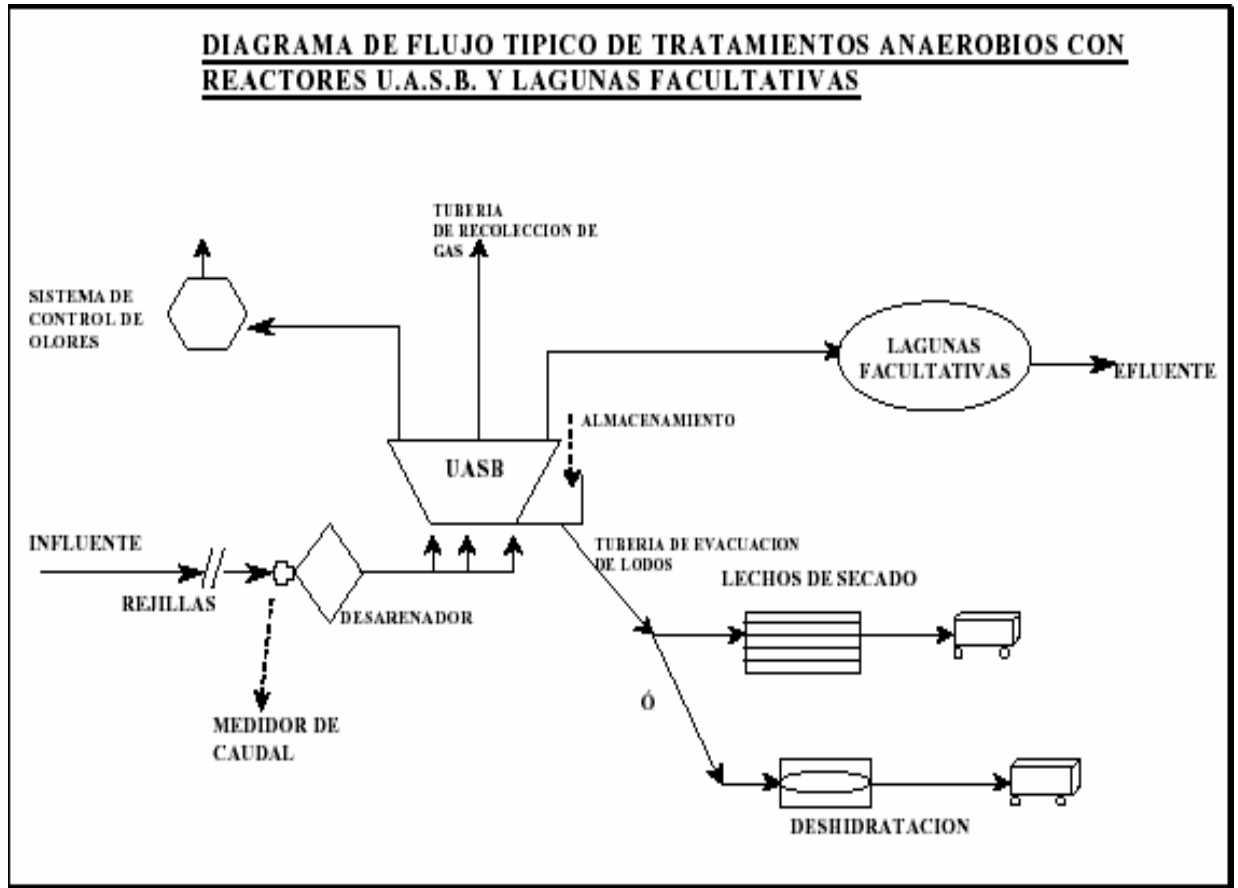 DIAGRAMA DE FLUJO TIPICO DE TRATAMIENTOS ANAEROBIOS CON
REACTORES U.A.S.B. Y LAGUNAS FACULTATIVAS
TUBERIA
DE RECOLECCION DE
GAS
SISTEMA DE
CONTROL DE
OLORES
LAGUNAS
FACULTATIVAS
EFLUENTE
ALMACENAMIENTO
UASB
INFLUENTE
REJILLAS
DESARENADOR
TUBERIA DE EVACUACION
DE LODOS
LECHOS DE SECADO
MEDIDOR DE
CAUDAL
Ó
DESHIDRATACION